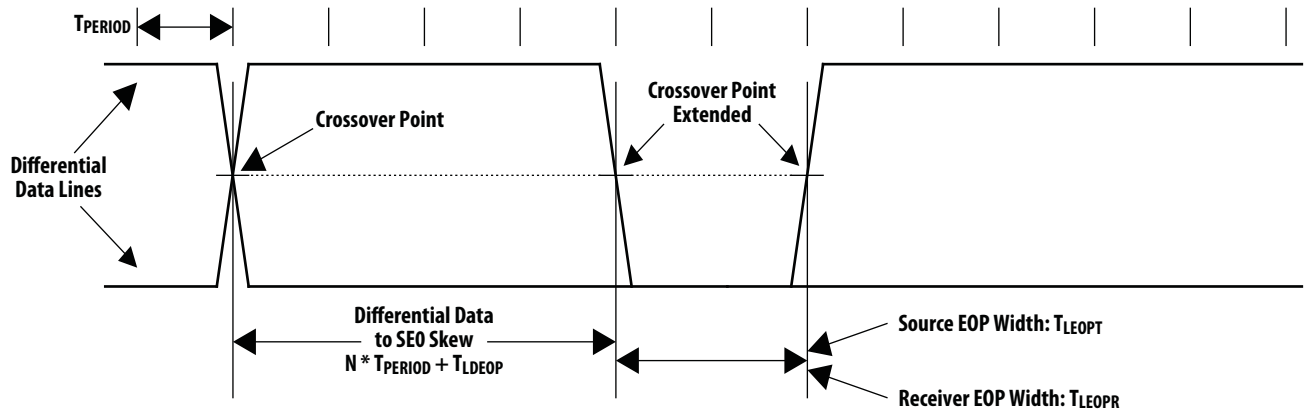 TPERIOD
Crossover Point
Crossover Point
Extended
Differential
Data Lines
Differential Data
to SE0 Skew
N * TPERIOD + TLDEOP
Source EOP Width: TLEOPT
Receiver EOP Width: TLEOPR